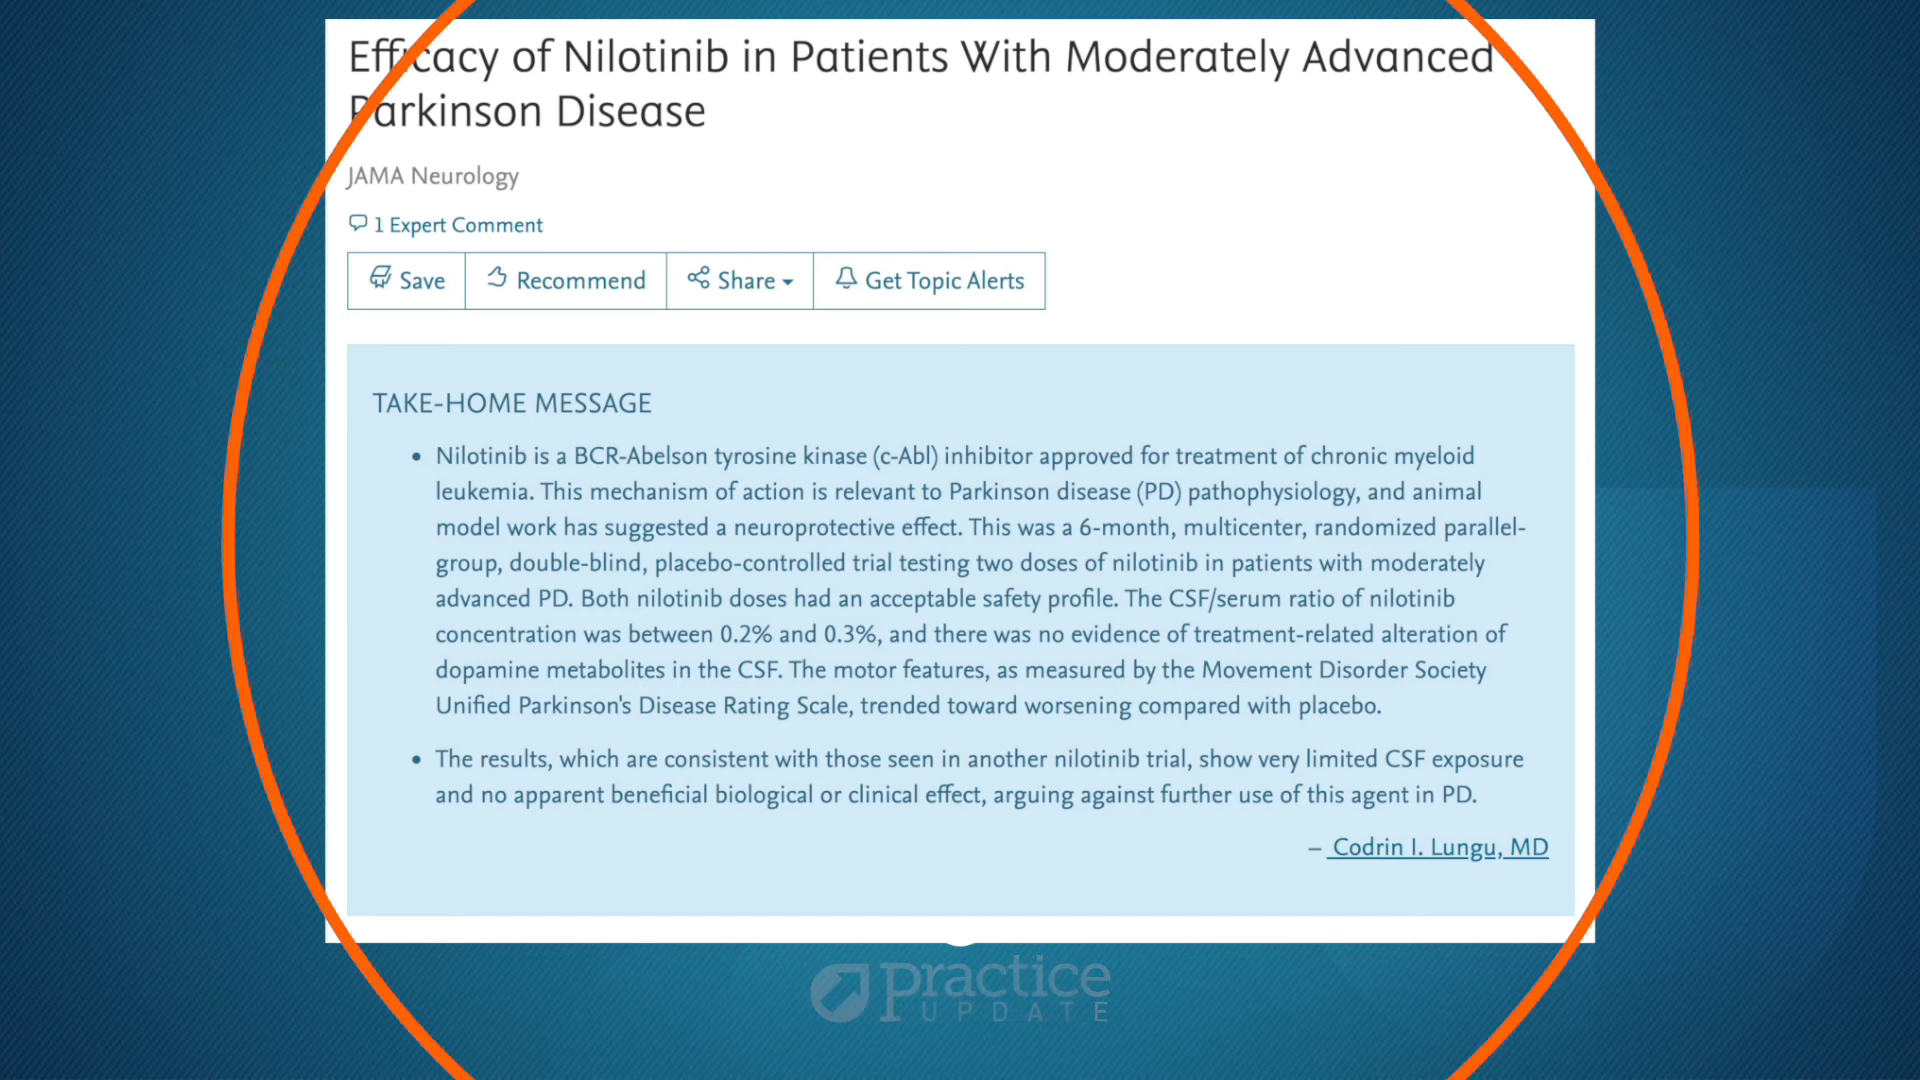 Efficacy of Nilotinib in Patients With Moderately Advanced
Parkinson Disease
JAMA Neurology
1 Expert Comment
Save
Recommend
Share
Get Topic Alerts
TAKE-HOME MESSAGE
• Nilotinib is a BCR-Abelson tyrosine kinase (c-Abl) inhibitor approved for treatment of chronic myeloid
leukemia. This mechanism of action is relevant to Parkinson disease (PD) pathophysiology, and animal
model work has suggested a neuroprotective effect. This was a 6-month, multicenter, randomized parallel-
group, double-blind, placebo-controlled trial testing two doses of nilotinib in patients with moderately
advanced PD. Both nilotinib doses had an acceptable safety profile. The CSF/serum ratio of nilotinib
concentration was between 0.2% and 0.3%, and there was no evidence of treatment-related alteration of
dopamine metabolites in the CSF. The motor features, as measured by the Movement Disorder Society
Unified Parkinson's Disease Rating Scale, trended toward worsening compared with placebo.
• The results, which are consistent with those seen in another nilotinib trial, show very limited CSF exposure
and no apparent beneficial biological or clinical effect, arguing against further use of this agent in PD.
– Codrin I. Lungu, MD
Practice
UPDATE